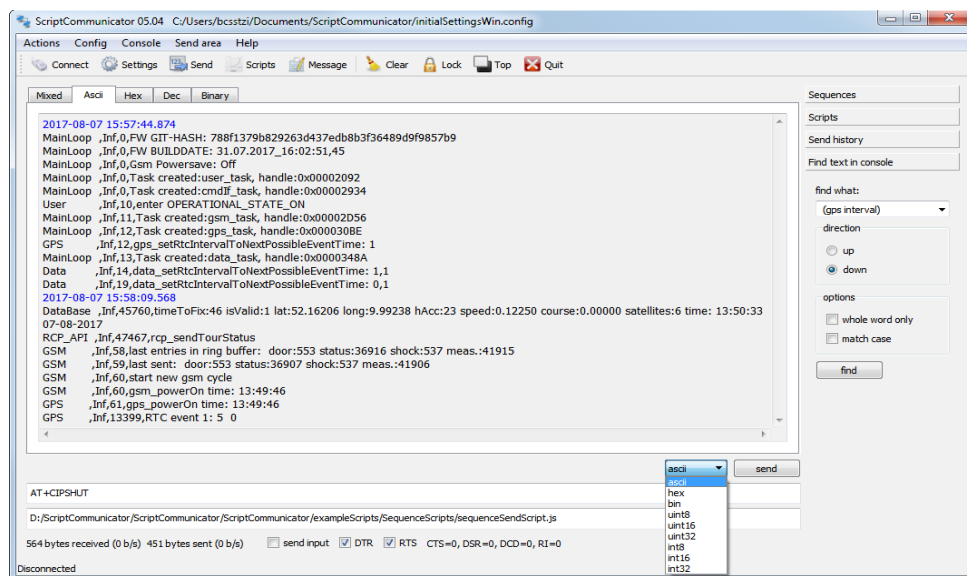 ScriptCommunicator 05.04 C:/Users/bcsstzi/Documents/ScriptCommunicator/initialSettingsWin.config
Actions Config Console Send area Help
Connect Settings Send Scripts Message Clear Lock Top Quit
Mixed Ascii Hex Dec Binary
2017-08-07 15:57:44.874
MainLoop ,Inf,0,FW GIT-HASH: 788f1379b829263d437edb8b3f36489d9f9857b9
MainLoop ,Inf,0,FW BUILDDATE: 31.07.2017_16:02:51,45
MainLoop ,Inf,0,Gsm Powersave: Off
MainLoop ,Inf,0,Task created:user_task, handle:0x00002092
MainLoop ,Inf,0,Task created:cmdIf_task, handle:0x00002934
User ,Inf,10,enter OPERATIONAL_STATE_ON
MainLoop ,Inf,11,Task created:gsm_task, handle:0x00002D56
MainLoop ,Inf,12,Task created:gps_task, handle:0x000030BE
GPS ,Inf,12,gps_setRtcIntervalToNextPossibleEventTime: 1
MainLoop ,Inf,13,Task created:data_task, handle:0x0000348A
Data ,Inf,14,data_setRtcIntervalToNextPossibleEventTime: 1,1
Data ,Inf,19,data_setRtcIntervalToNextPossibleEventTime: 0,1
2017-08-07 15:58:09.568
DataBase ,Inf,45760,timeToFix:46 isValid:1 lat:52.16206 long:9.99238 hAcc:23 speed:0.12250 course:0.00000 satellites:6 time: 13:50:33
07-08-2017
RCP_API ,Inf,47467,rcp_sendTourStatus
GSM ,Inf,58,last entries in ring buffer: door:553 status:36916 shock:537 meas.:41915
GSM ,Inf,59,last sent: door:553 status:36907 shock:537 meas.:41906
GSM ,Inf,60,start new gsm cycle
GSM ,Inf,60,gsm_powerOn time: 13:49:46
GPS ,Inf,61,gps_powerOn time: 13:49:46
GPS ,Inf,13399,RTC event 1: 5 0
Sequences
Scripts
Send history
Find text in console
find what:
(gps interval)
direction
up
down
options
whole word only
match case
find
ascii send
ascii
hex
bin
uint8
uint16
uint32
int8
int16
int32
AT+CIPSHUT
D:/ScriptCommunicator/ScriptCommunicator/ScriptCommunicator/exampleScripts/SequenceScripts/sequenceSendScript.js
564 bytes received (0 b/s) 451 bytes sent (0 b/s) send input DTR RTS CTS=0, DSR=0, DCD=0, RI=0
Disconnected